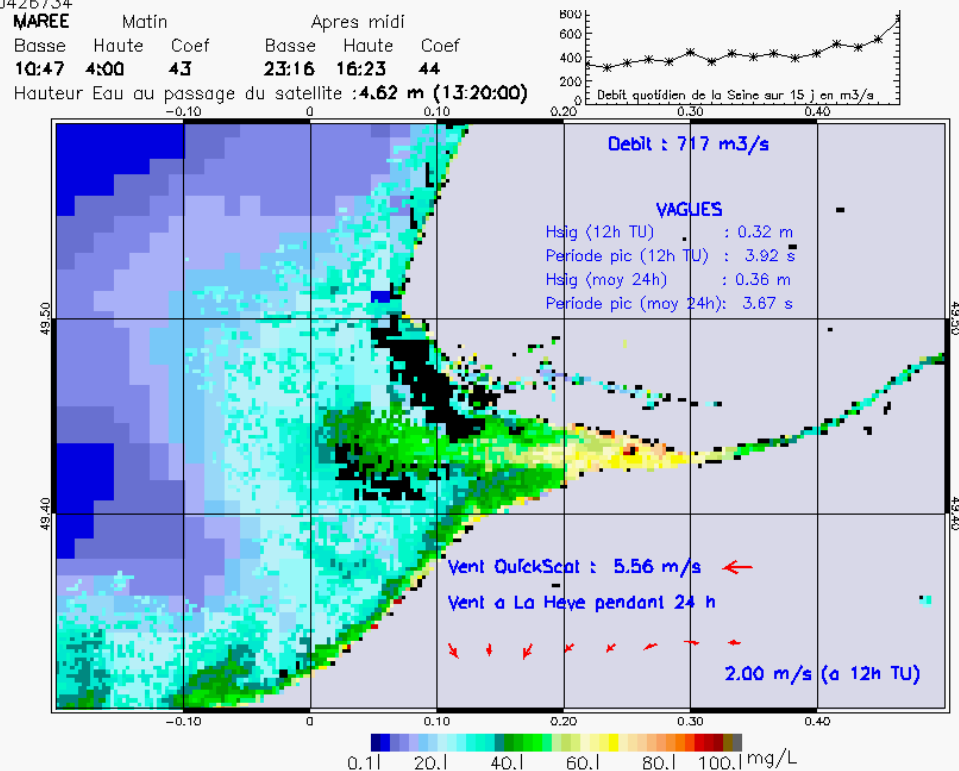 MAREE Matin Apres midi
Basse Haute Coef Basse Haute Coef
10:47 4:00 43 23:16 16:23 44
Hauteur Eau au passage du satellite :4.62 m (13:20:00)
800
600
400
200
0
Debit quotidien de la Seine sur 15 j en m3/s
-0.10 0 0.10 0.20 0.30 0.40
Debit : 717 m3/s
VAGUES
Hsig (12h TU) : 0.32 m
Periode pic (12h TU) : 3.92 s
Hsig (moy 24h) : 0.36 m
Periode pic (moy 24h): 3.67 s
49.50 49.50
49.40 49.40
Vent QuickScat : 5.56 m/s
Vent a La Heve pendant 24 h
2.00 m/s (a 12h TU)
-0.10 0 0.10 0.20 0.30 0.40
0.1 20. 40. 60. 80. 100. mg/L